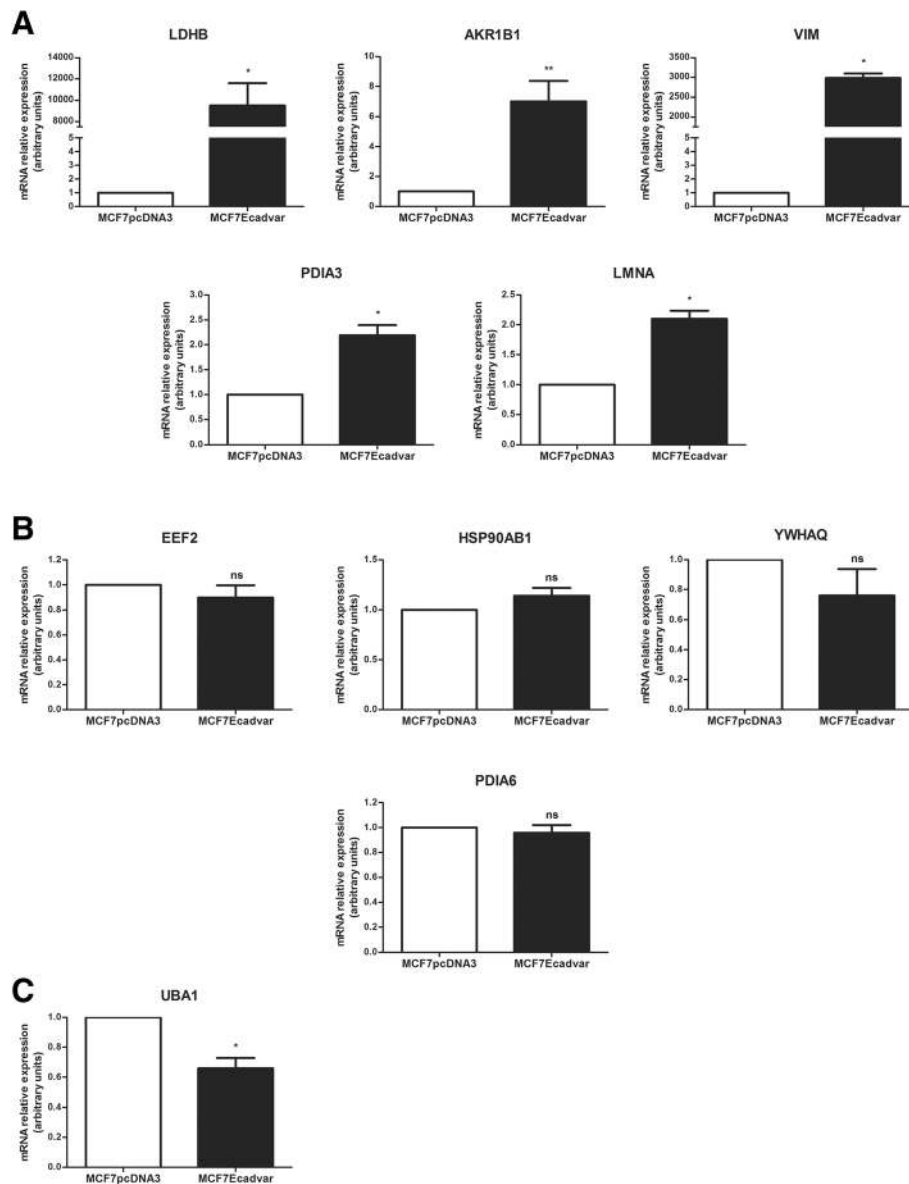 A
LDHB
mRNA relative expression
(arbitrary units)
14000
12000
10000
8000
5
4
3
2
1
0
*
MCF7pcDNA3 MCF7Ecadvar
AKR1B1
mRNA relative expression
(arbitrary units)
10
8
6
4
2
0
**
MCF7pcDNA3 MCF7Ecadvar
VIM
mRNA relative expression
(arbitrary units)
3500
3000
2500
2000
5
4
3
2
1
0
*
MCF7pcDNA3 MCF7Ecadvar
PDIA3
mRNA relative expression
(arbitrary units)
3.0
2.5
2.0
1.5
1.0
0.5
0.0
*
MCF7pcDNA3 MCF7Ecadvar
LMNA
mRNA relative expression
(arbitrary units)
2.5
2.0
1.5
1.0
0.5
0.0
*
MCF7pcDNA3 MCF7Ecadvar
B
EEF2
mRNA relative expression
(arbitrary units)
1.2
1.0
0.8
0.6
0.4
0.2
0.0
ns
MCF7pcDNA3 MCF7Ecadvar
HSP90AB1
mRNA relative expression
(arbitrary units)
1.5
1.0
0.5
0.0
ns
MCF7pcDNA3 MCF7Ecadvar
YWHAQ
mRNA relative expression
(arbitrary units)
1.0
0.8
0.6
0.4
0.2
0.0
ns
MCF7pcDNA3 MCF7Ecadvar
PDIA6
mRNA relative expression
(arbitrary units)
1.2
1.0
0.8
0.6
0.4
0.2
0.0
ns
MCF7pcDNA3 MCF7Ecadvar
C
UBA1
mRNA relative expression
(arbitrary units)
1.0
0.8
0.6
0.4
0.2
0.0
*
MCF7pcDNA3 MCF7Ecadvar